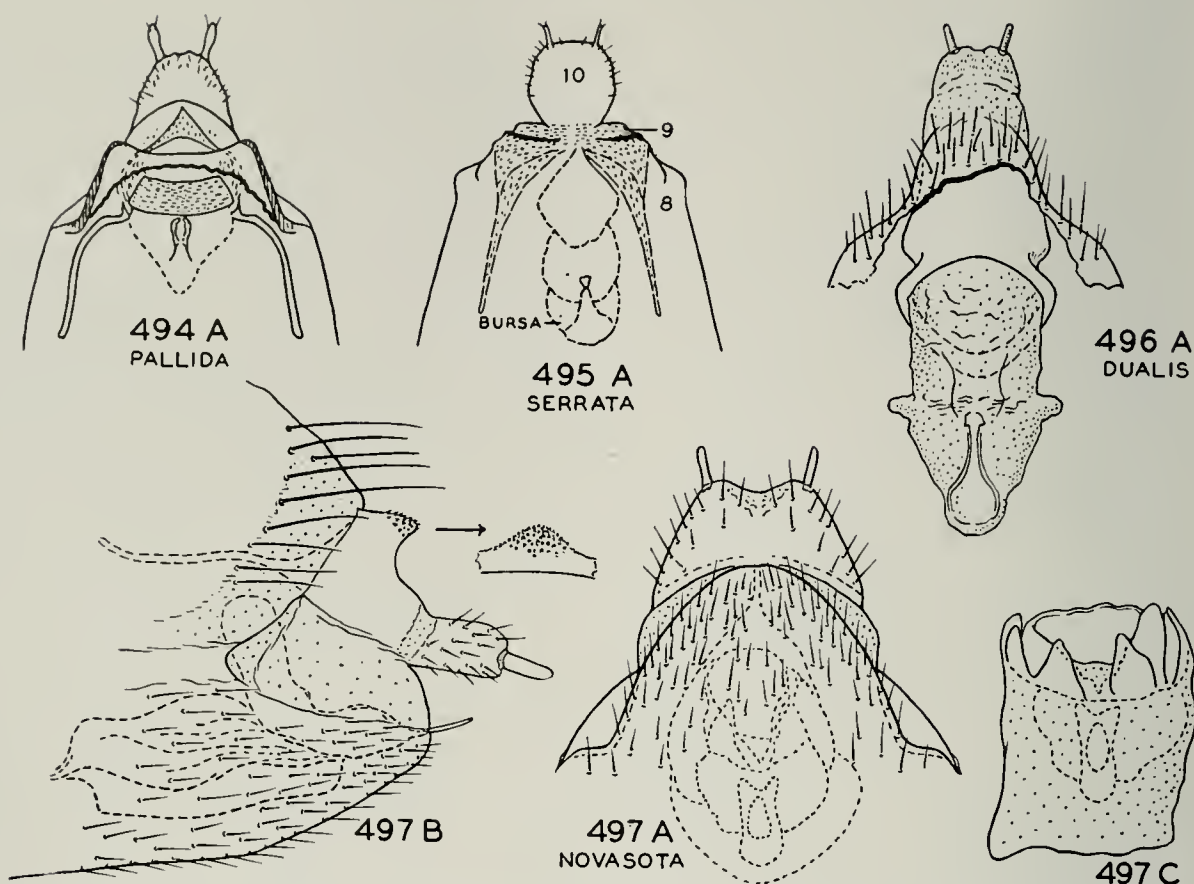 10
9
8
BURSA
494 A
PALLIDA
495 A
SERRATA
496 A
DUALIS
497 B
497 A
NOVASOTA
497 C